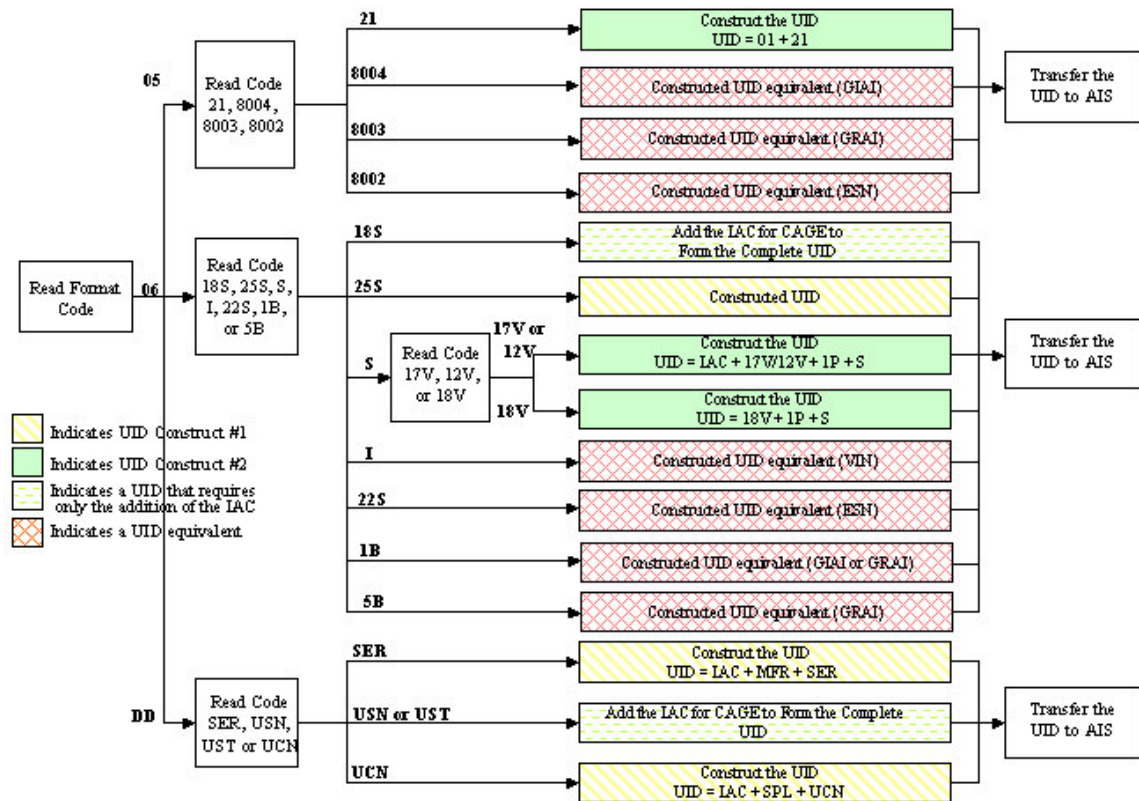 21
Construct the UID
UID = 01 + 21
05
Read Code
21, 8004,
8003, 8002
8004
Constructed UID equivalent (GIAI)
Transfer the
UID to AIS
8003
Constructed UID equivalent (GRAI)
8002
Constructed UID equivalent (ESN)
18S
Add the IAC for CAGE to
Form the Complete UID
Read Format
Code
06
Read Code
18S, 25S, S,
I, 22S, 1B,
or 5B
25S
Constructed UID
S
Read Code
17V, 12V,
or 18V
17V or
12V
Construct the UID
UID = IAC + 17V/12V + 1P + S
Transfer the
UID to AIS
18V
Construct the UID
UID = 18V + 1P + S
Indicates UID Construct #1
Indicates UID Construct #2
Indicates a UID that requires
only the addition of the IAC
Indicates a UID equivalent
I
Constructed UID equivalent (VIN)
22S
Constructed UID equivalent (ESN)
1B
Constructed UID equivalent (GIAI or GRAI)
5B
Constructed UID equivalent (GRAI)
SER
Construct the UID
UID = IAC + MFR + SER
DD
Read Code
SER, USN,
UST or UCN
USN or UST
Add the IAC for CAGE to Form the Complete
UID
Transfer the
UID to AIS
UCN
Construct the UID
UID = IAC + SPL + UCN